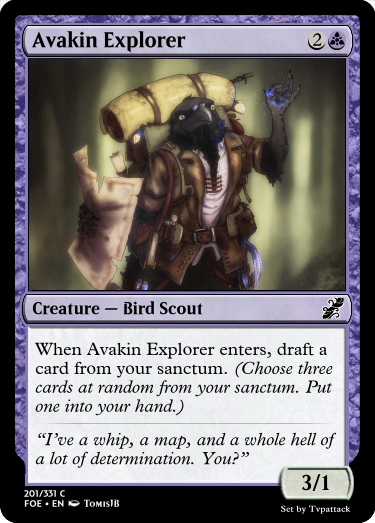 Avakin Explorer 2
Creature — Bird Scout
When Avakin Explorer enters, draft a
card from your sanctum. (Choose three
cards at random from your sanctum. Put
one into your hand.)
“I’ve a whip, a map, and a whole hell of
a lot of determination. You?”
3/1
201/331 C
FOE • EN TomisJB
Set by Tvpattack